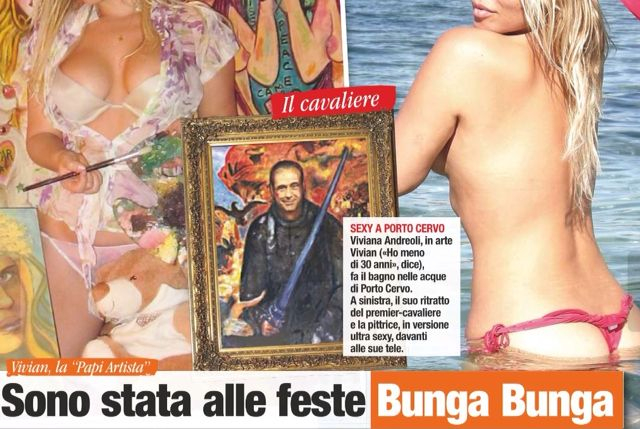 PEACE
CAME
Il cavaliere
SEXY A PORTO CERVO
Viviana Andreoli, in arte
Vivian («Ho meno
di 30 anni», dice),
fa il bagno nelle acque
di Porto Cervo.
A sinistra, il suo ritratto
del premier-cavaliere
e la pittrice, in versione
ultra sexy, davanti
alle sue tele.
Vivian, la “Papi Artista”
Sono stata alle feste Bunga Bunga